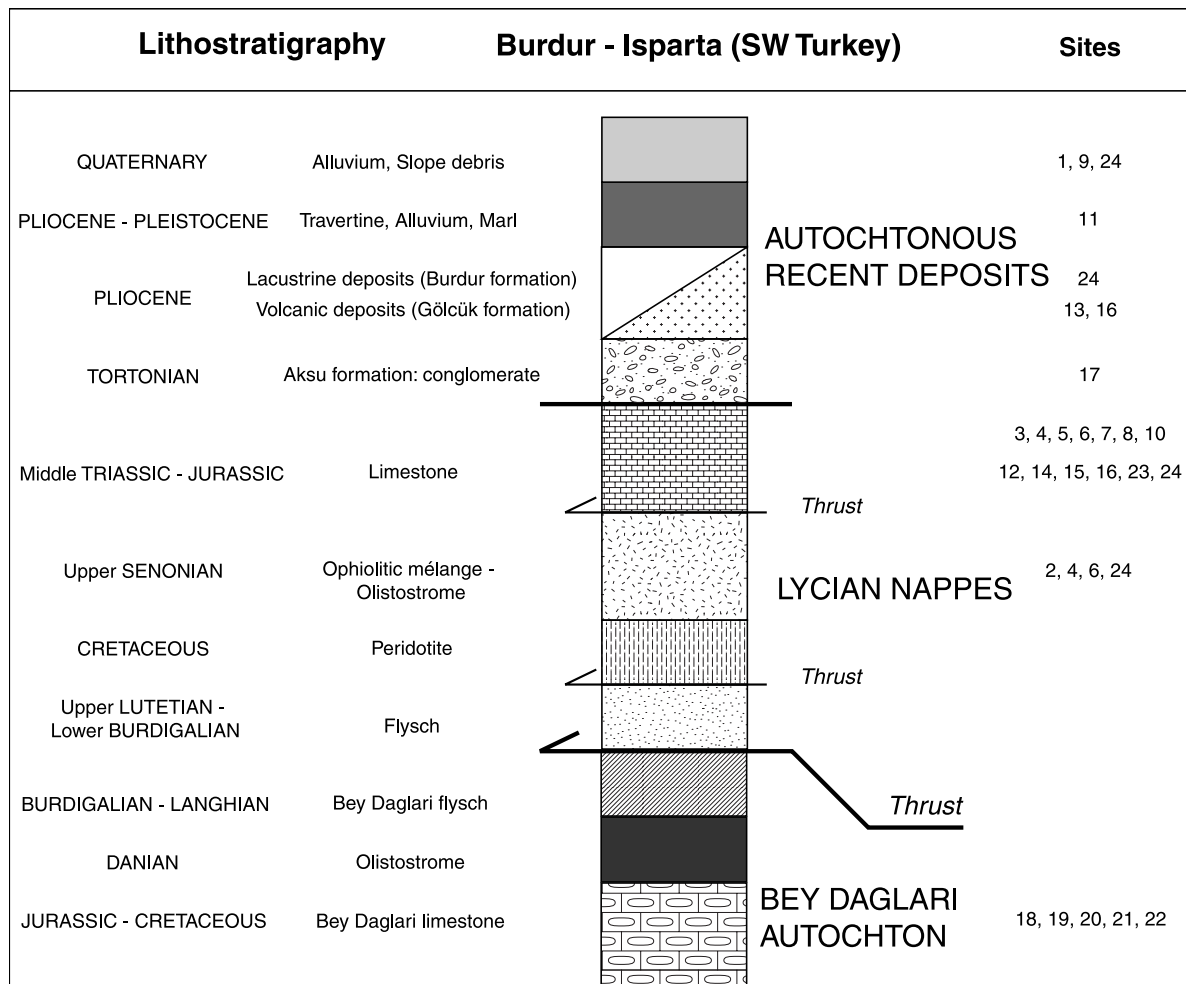 Lithostratigraphy Burdur - Isparta (SW Turkey) Sites
QUATERNARY Alluvium, Slope debris 1, 9, 24
PLIOCENE - PLEISTOCENE Travertine, Alluvium, Marl 11
AUTOCHTONOUS
RECENT DEPOSITS
PLIOCENE
Lacustrine deposits (Burdur formation) 24
Volcanic deposits (Gölcük formation) 13, 16
TORTONIAN Aksu formation: conglomerate 17
3, 4, 5, 6, 7, 8, 10
Middle TRIASSIC - JURASSIC Limestone 12, 14, 15, 16, 23, 24
Thrust
Upper SENONIAN Ophiolitic mélange - 2, 4, 6, 24
Olistostrome
LYCIAN NAPPES
CRETACEOUS Peridotite
Thrust
Upper LUTETIAN -
Lower BURDIGALIAN Flysch
BURDIGALIAN - LANGHIAN Bey Daglari flysch
Thrust
DANIAN Olistostrome
BEY DAGLARI
AUTOCHTON
JURASSIC - CRETACEOUS Bey Daglari limestone 18, 19, 20, 21, 22